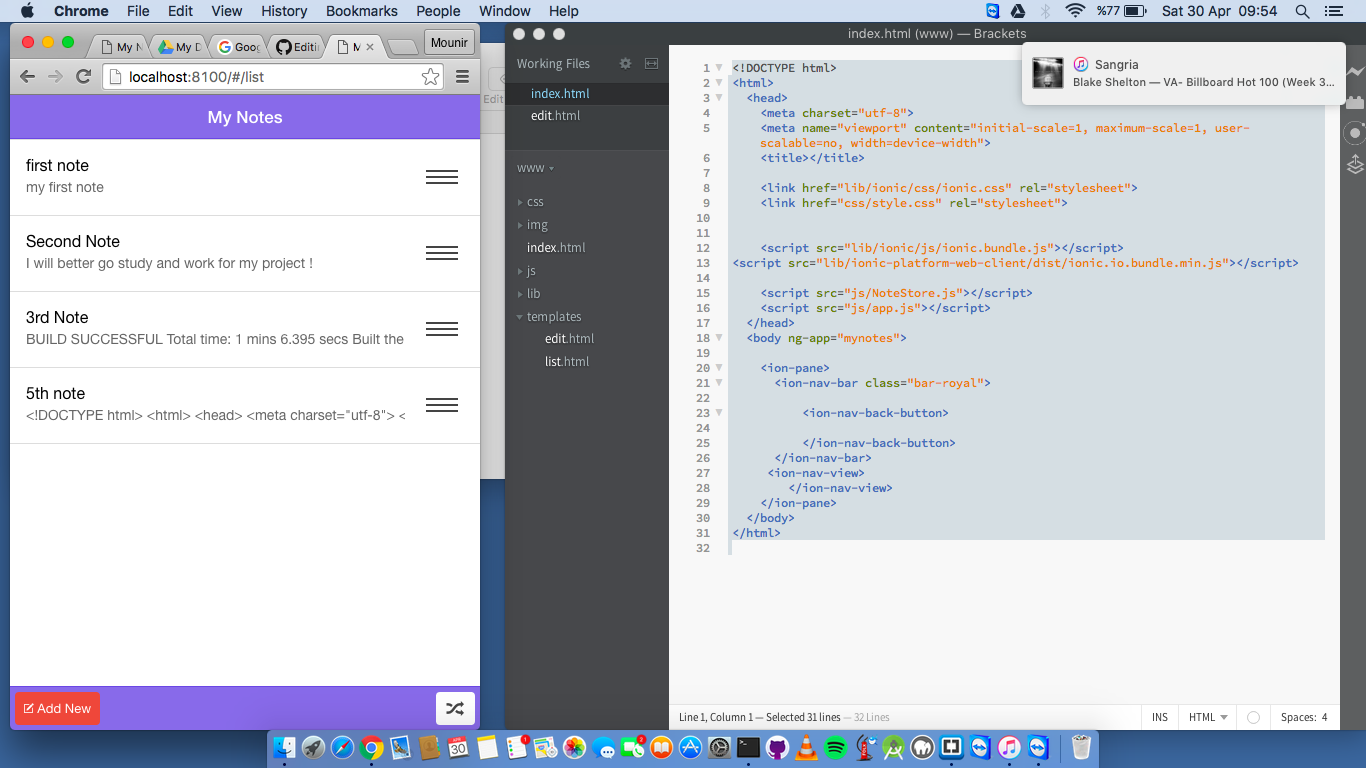 Chrome File Edit View History Bookmarks People Window Help %77 Sat 30 Apr 09:54
My N My D Goog Editi M Mounir
localhost:8100/#/list
My Notes
first note
my first note
Second Note
I will better go study and work for my project !
3rd Note
BUILD SUCCESSFUL Total time: 1 mins 6.395 secs Built the
5th note
<!DOCTYPE html> <html> <head> <meta charset="utf-8"> <
Add New
Edit
index.html (www) — Brackets
Working Files
index.html
edit.html
www
css
img
index.html
js
lib
templates
edit.html
list.html
Sangria
Blake Shelton — VA- Billboard Hot 100 (Week 3...
1 <!DOCTYPE html>
2 <html>
3 <head>
4 <meta charset="utf-8">
5 <meta name="viewport" content="initial-scale=1, maximum-scale=1, user-
scalable=no, width=device-width">
6 <title></title>
7
8 <link href="lib/ionic/css/ionic.css" rel="stylesheet">
9 <link href="css/style.css" rel="stylesheet">
10
11
12 <script src="lib/ionic/js/ionic.bundle.js"></script>
13 <script src="lib/ionic-platform-web-client/dist/ionic.io.bundle.min.js"></script>
14
15 <script src="js/NoteStore.js"></script>
16 <script src="js/app.js"></script>
17 </head>
18 <body ng-app="mynotes">
19
20 <ion-pane>
21 <ion-nav-bar class="bar-royal">
22
23 <ion-nav-back-button>
24
25 </ion-nav-back-button>
26 </ion-nav-bar>
27 <ion-nav-view>
28 </ion-nav-view>
29 </ion-pane>
30 </body>
31 </html>
32
Line 1, Column 1 — Selected 31 lines — 32 Lines INS HTML Spaces: 4